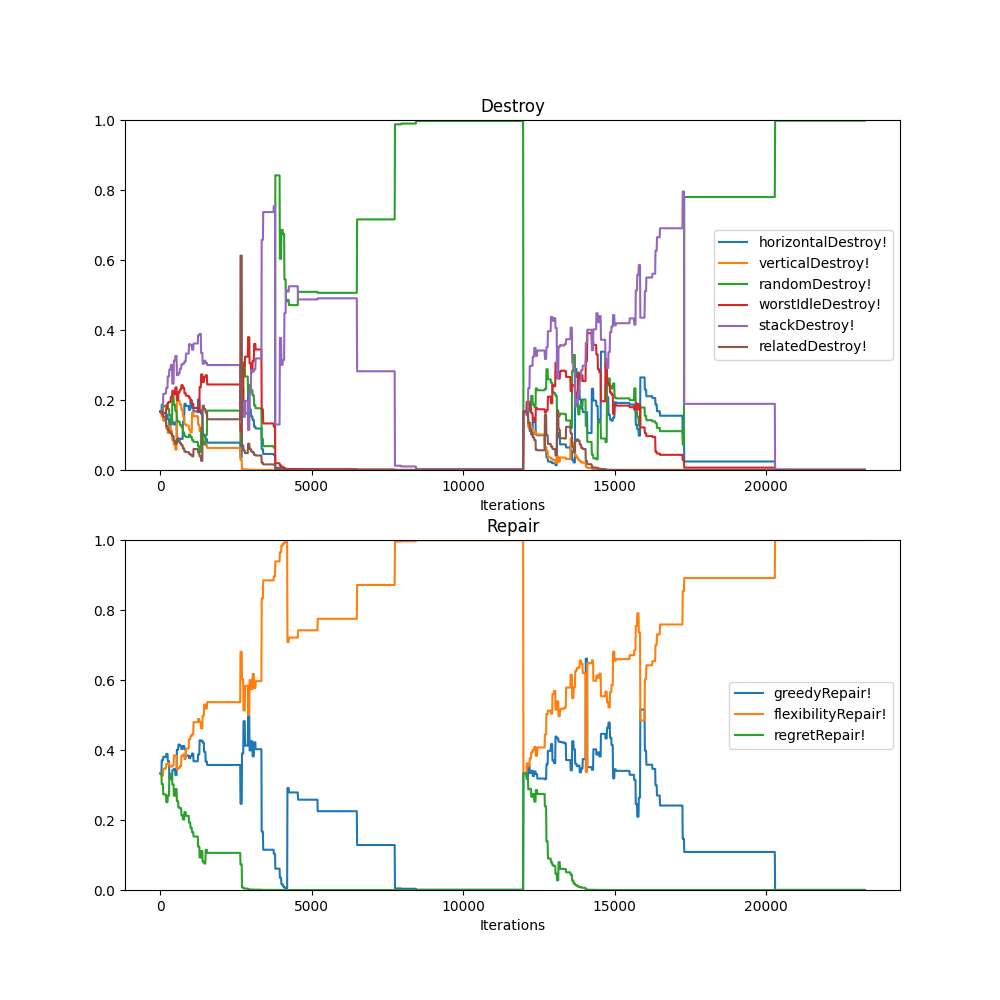 Destroy
1.0
0.8
0.6
0.4
0.2
0.0
horizontalDestroy!
verticalDestroy!
randomDestroy!
worstIdleDestroy!
stackDestroy!
relatedDestroy!
0 5000 10000 15000 20000
Iterations
Repair
1.0
0.8
0.6
0.4
0.2
0.0
greedyRepair!
flexibilityRepair!
regretRepair!
0 5000 10000 15000 20000
Iterations